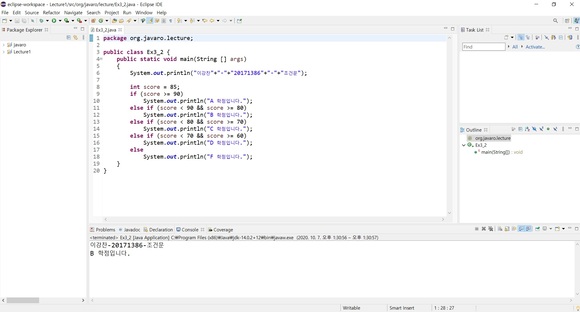 eclipse-workspace - Lecture1/src/org/javaro/lecture/Ex3_2.java - Eclipse IDE
File Edit Source Refactor Navigate Search Project Run Window Help
Package Explorer
javaro
Lecture1
Ex3_2.java
1 package org.javaro.lecture;
2
3 public class Ex3_2 {
4 public static void main(String [] args)
5 {
6 System.out.println("이강찬"+"-"+"20171386"+"-"+"조건문");
7
8 int score = 85;
9 if (score >= 90)
10 System.out.println("A 학점입니다.");
11 else if (score < 90 && score >= 80)
12 System.out.println("B 학점입니다.");
13 else if (score < 80 && score >= 70)
14 System.out.println("C 학점입니다.");
15 else if (score < 70 && score >= 60)
16 System.out.println("D 학점입니다.");
17 else
18 System.out.println("F 학점입니다.");
19 }
20 }
Task List
Find
All
Activate...
Outline
org.javaro.lecture
Ex3_2
main(String[]) : void
Problems Javadoc Declaration Console Coverage
<terminated> Ex3_2 [Java Application] C:₩Program Files (x86)₩Java₩jdk-14.0.2+12₩bin₩javaw.exe (2020. 10. 7. 오후 1:30:56 – 오후 1:30:57)
이강찬-20171386-조건문
B 학점입니다.
Writable
Smart Insert
1 : 28 : 27